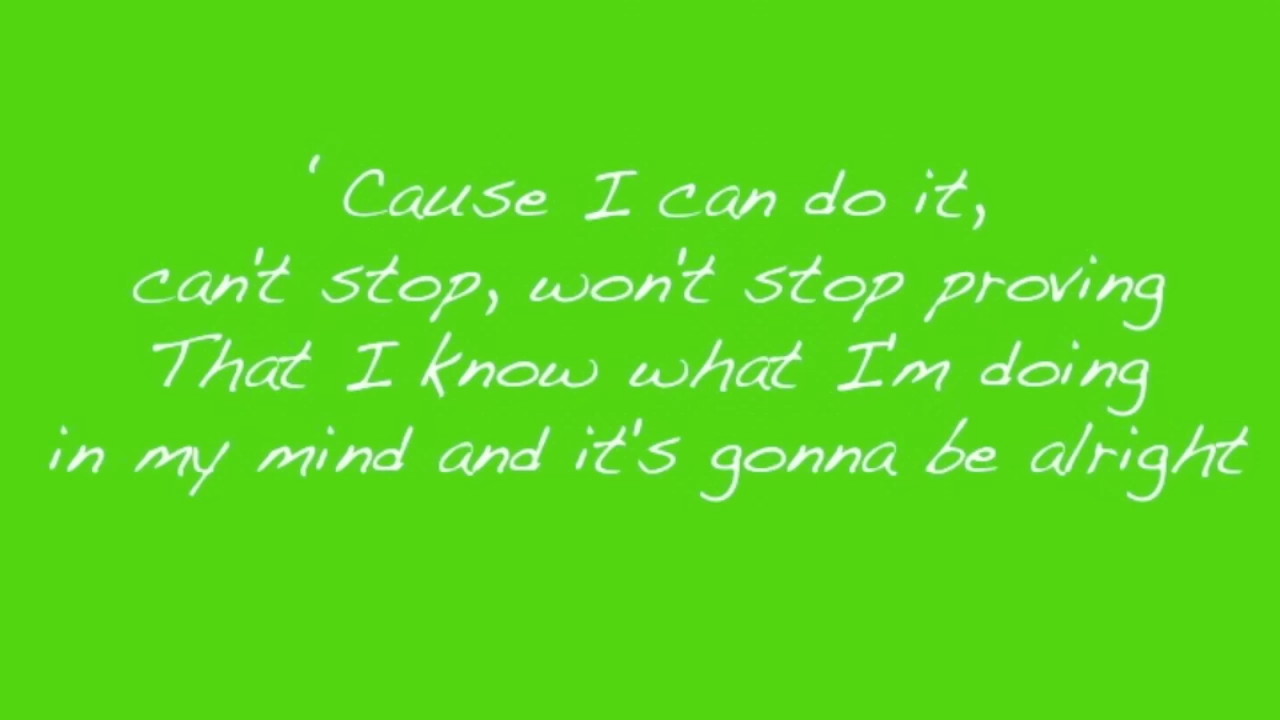 ' Cause I can do it,
can't stop, won't stop proving
That I know what I'm doing
in my mind and it's gonna be alright